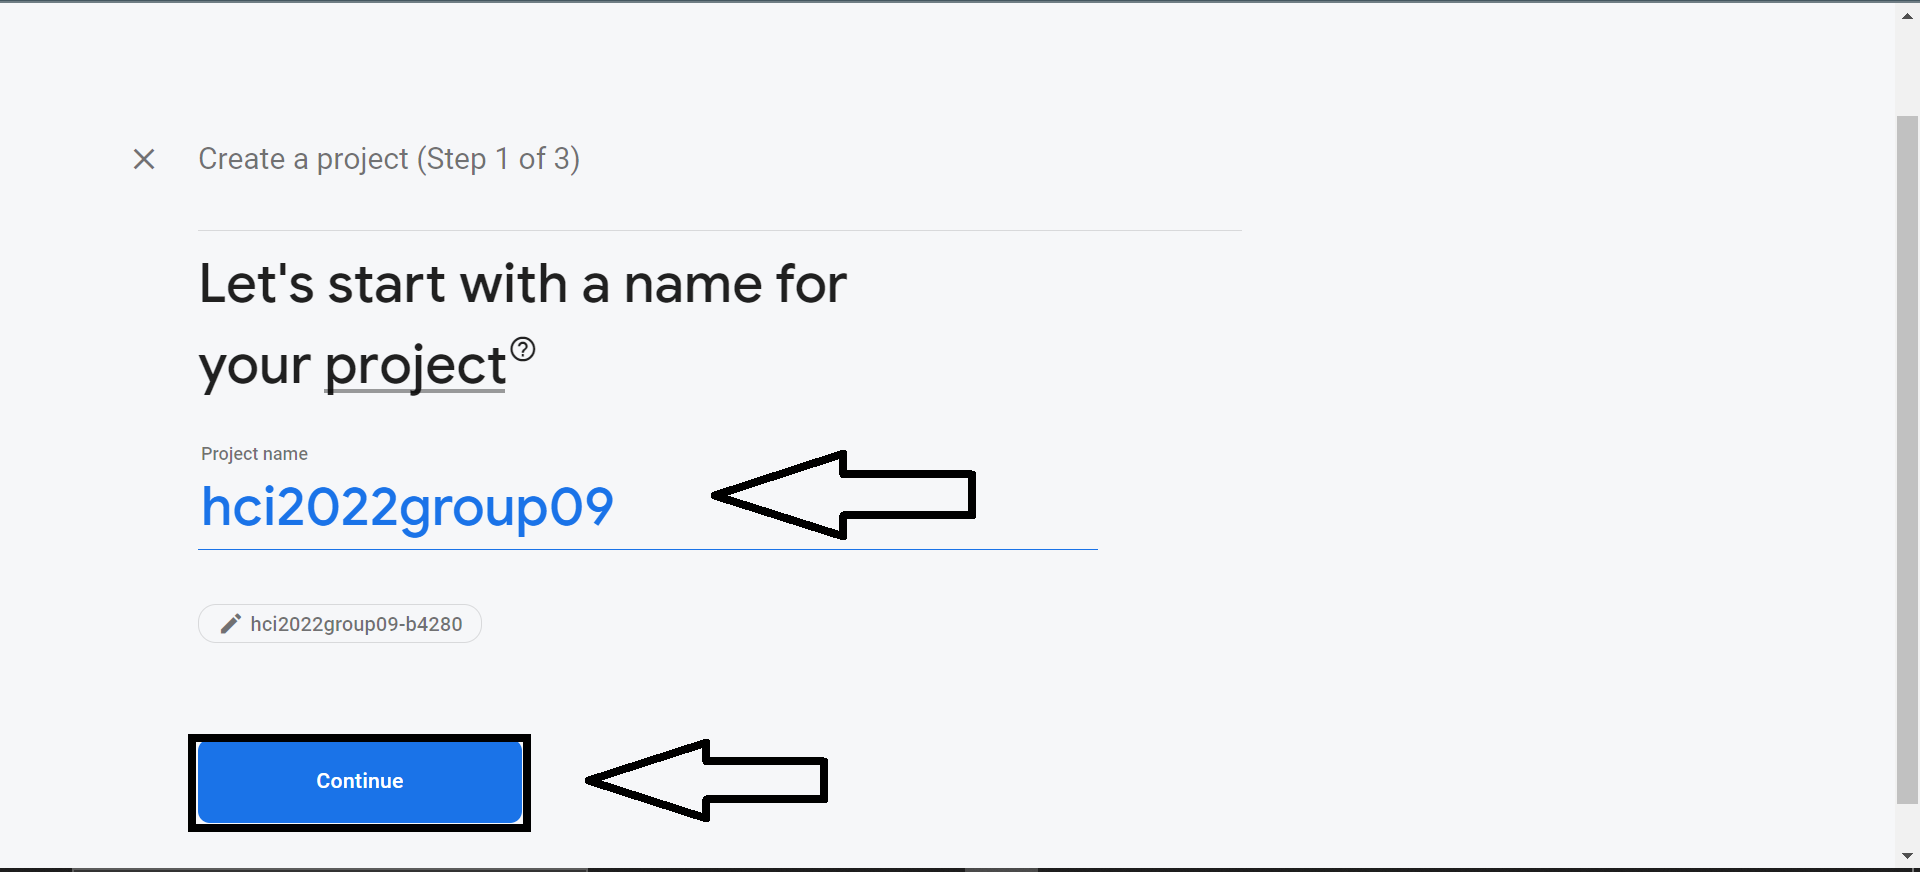 Create a project (Step 1 of 3)
Let's start with a name for
your project
Project name
hci2022group09
hci2022group09-b4280
Continue